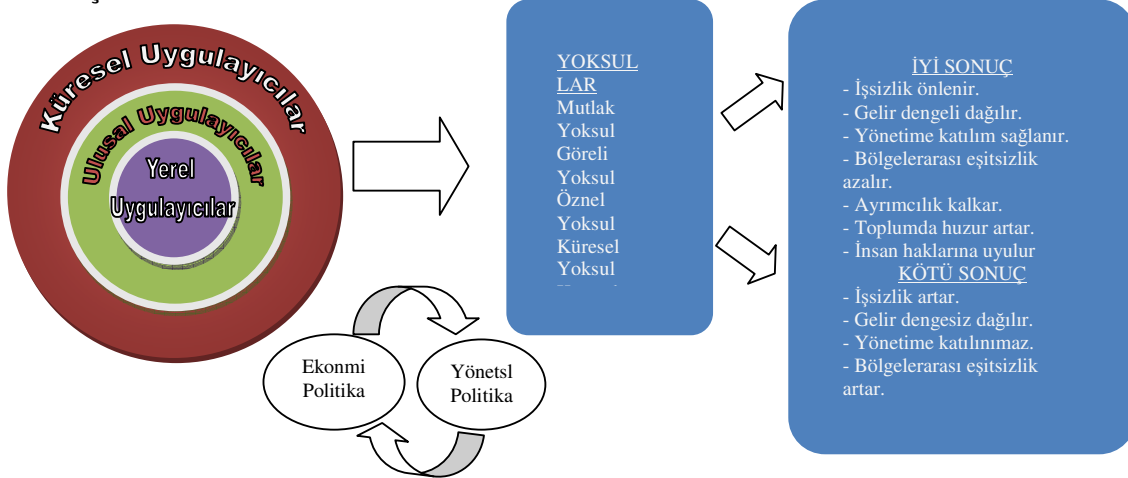 Küresel Uygulayıcılar
Ulusal Uygulayıcılar
Yerel
Uygulayıcılar
Ekonmi
Politika
Yönetsl
Politika
YOKSUL
LAR
Mutlak
Yoksul
Göreli
Yoksul
Öznel
Yoksul
Küresel
Yoksul
İYİ SONUÇ
- İşsizlik önlenir.
- Gelir dengeli dağılır.
- Yönetime katılım sağlanır.
- Bölgelerarası eşitsizlik
azalır.
- Ayrımcılık kalkar.
- Toplumda huzur artar.
- İnsan haklarına uyulur
KÖTÜ SONUÇ
- İşsizlik artar.
- Gelir dengesiz dağılır.
- Yönetime katılınımaz.
- Bölgelerarası eşitsizlik
artar.